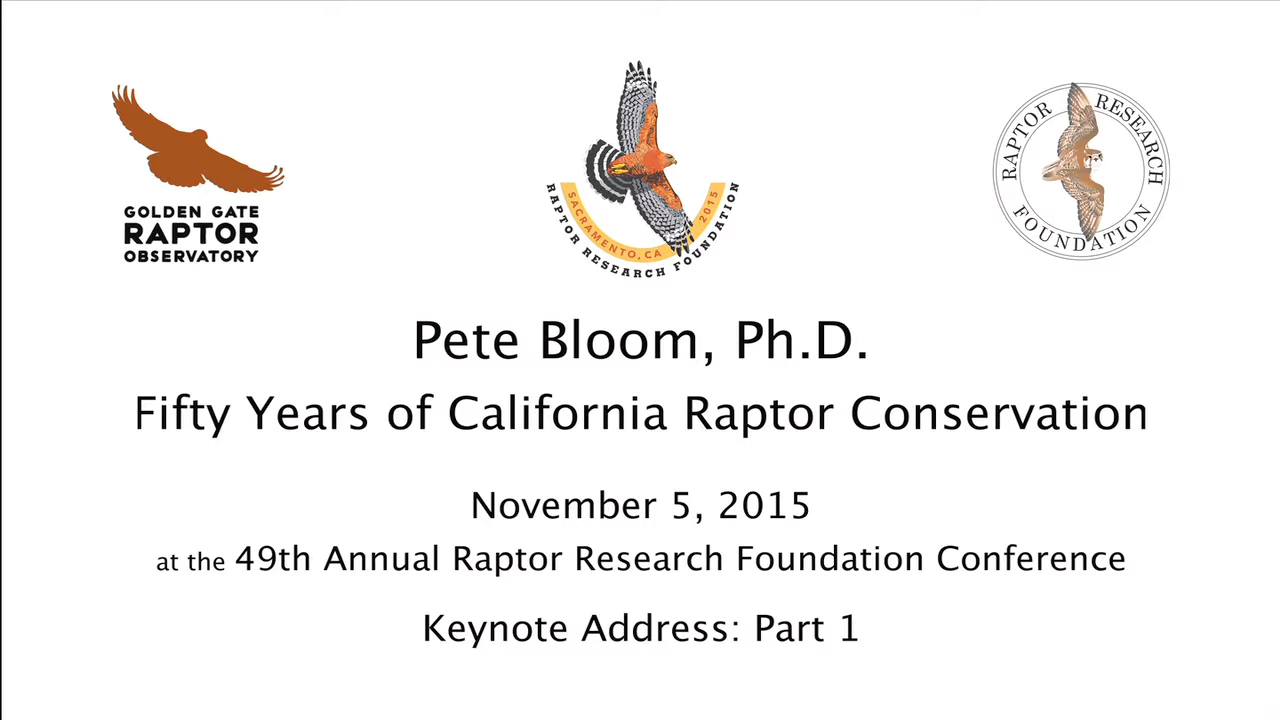 GOLDEN GATE
RAPTOR
OBSERVATORY
SACRAMENTO, CA 2015
RAPTOR RESEARCH FOUNDATION
RAPTOR RESEARCH
FOUNDATION
Pete Bloom, Ph.D.
Fifty Years of California Raptor Conservation
November 5, 2015
at the 49th Annual Raptor Research Foundation Conference
Keynote Address: Part 1